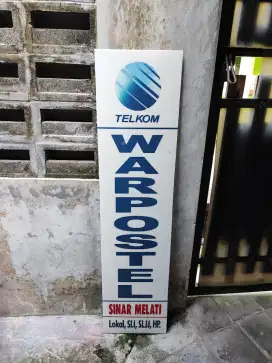 TELKOM
WARPOSTEL
SINAR MELATI
Lokal, SLI, SLJJ, HP.